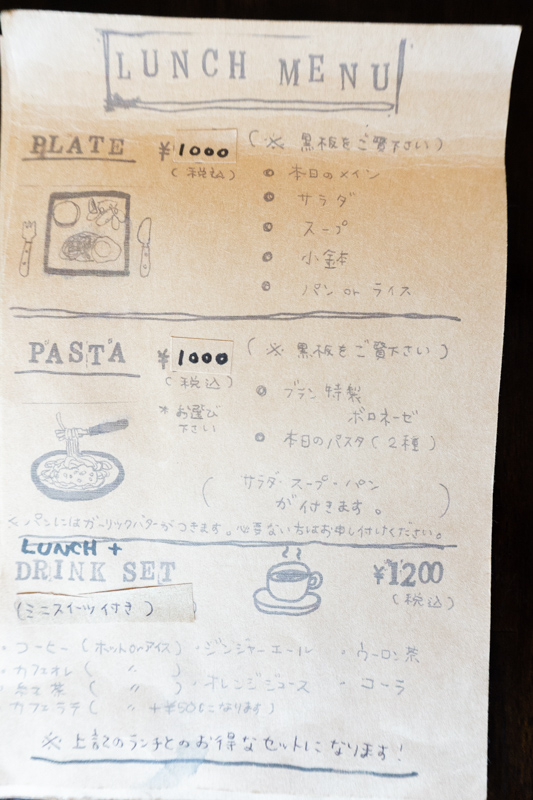 LUNCH MENU
PLATE ¥1000 (※ 黒板をご覧下さい)
(税込)
◎ 本日のメイン
◎ サラダ
◎ スープ
◎ 小鉢
◎ パン or ライス
PASTA ¥1000 (※ 黒板をご覧下さい)
(税込)
* お選び
下さい
◎ ブラン特製
ボロネーゼ
◎ 本日のパスタ(2種)
(サラダ・スープ・パン
が付きます。)
※ パンにはガーリックバターがつきます。必要ない方はお申し付けください。
LUNCH +
DRINK SET ¥1200
(ミニスイーツ付き) (税込)
・コーヒー(ホットorアイス) ・ジンジャーエール ・ウーロン茶
・カフェオレ( 〃 )
・紅茶( 〃 ) ・オレンジジュース ・コーラ
・カフェラテ( 〃 +¥50になります)
※ 上記のランチとのお得なセットになります!